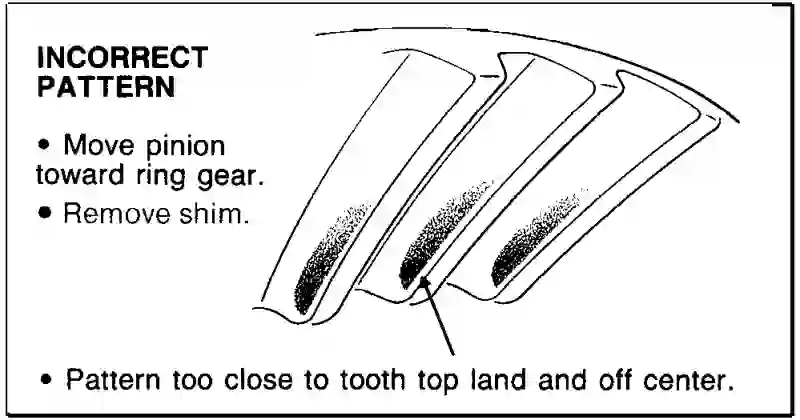 INCORRECT
PATTERN
• Move pinion
toward ring gear.
• Remove shim.
• Pattern too close to tooth top land and off center.